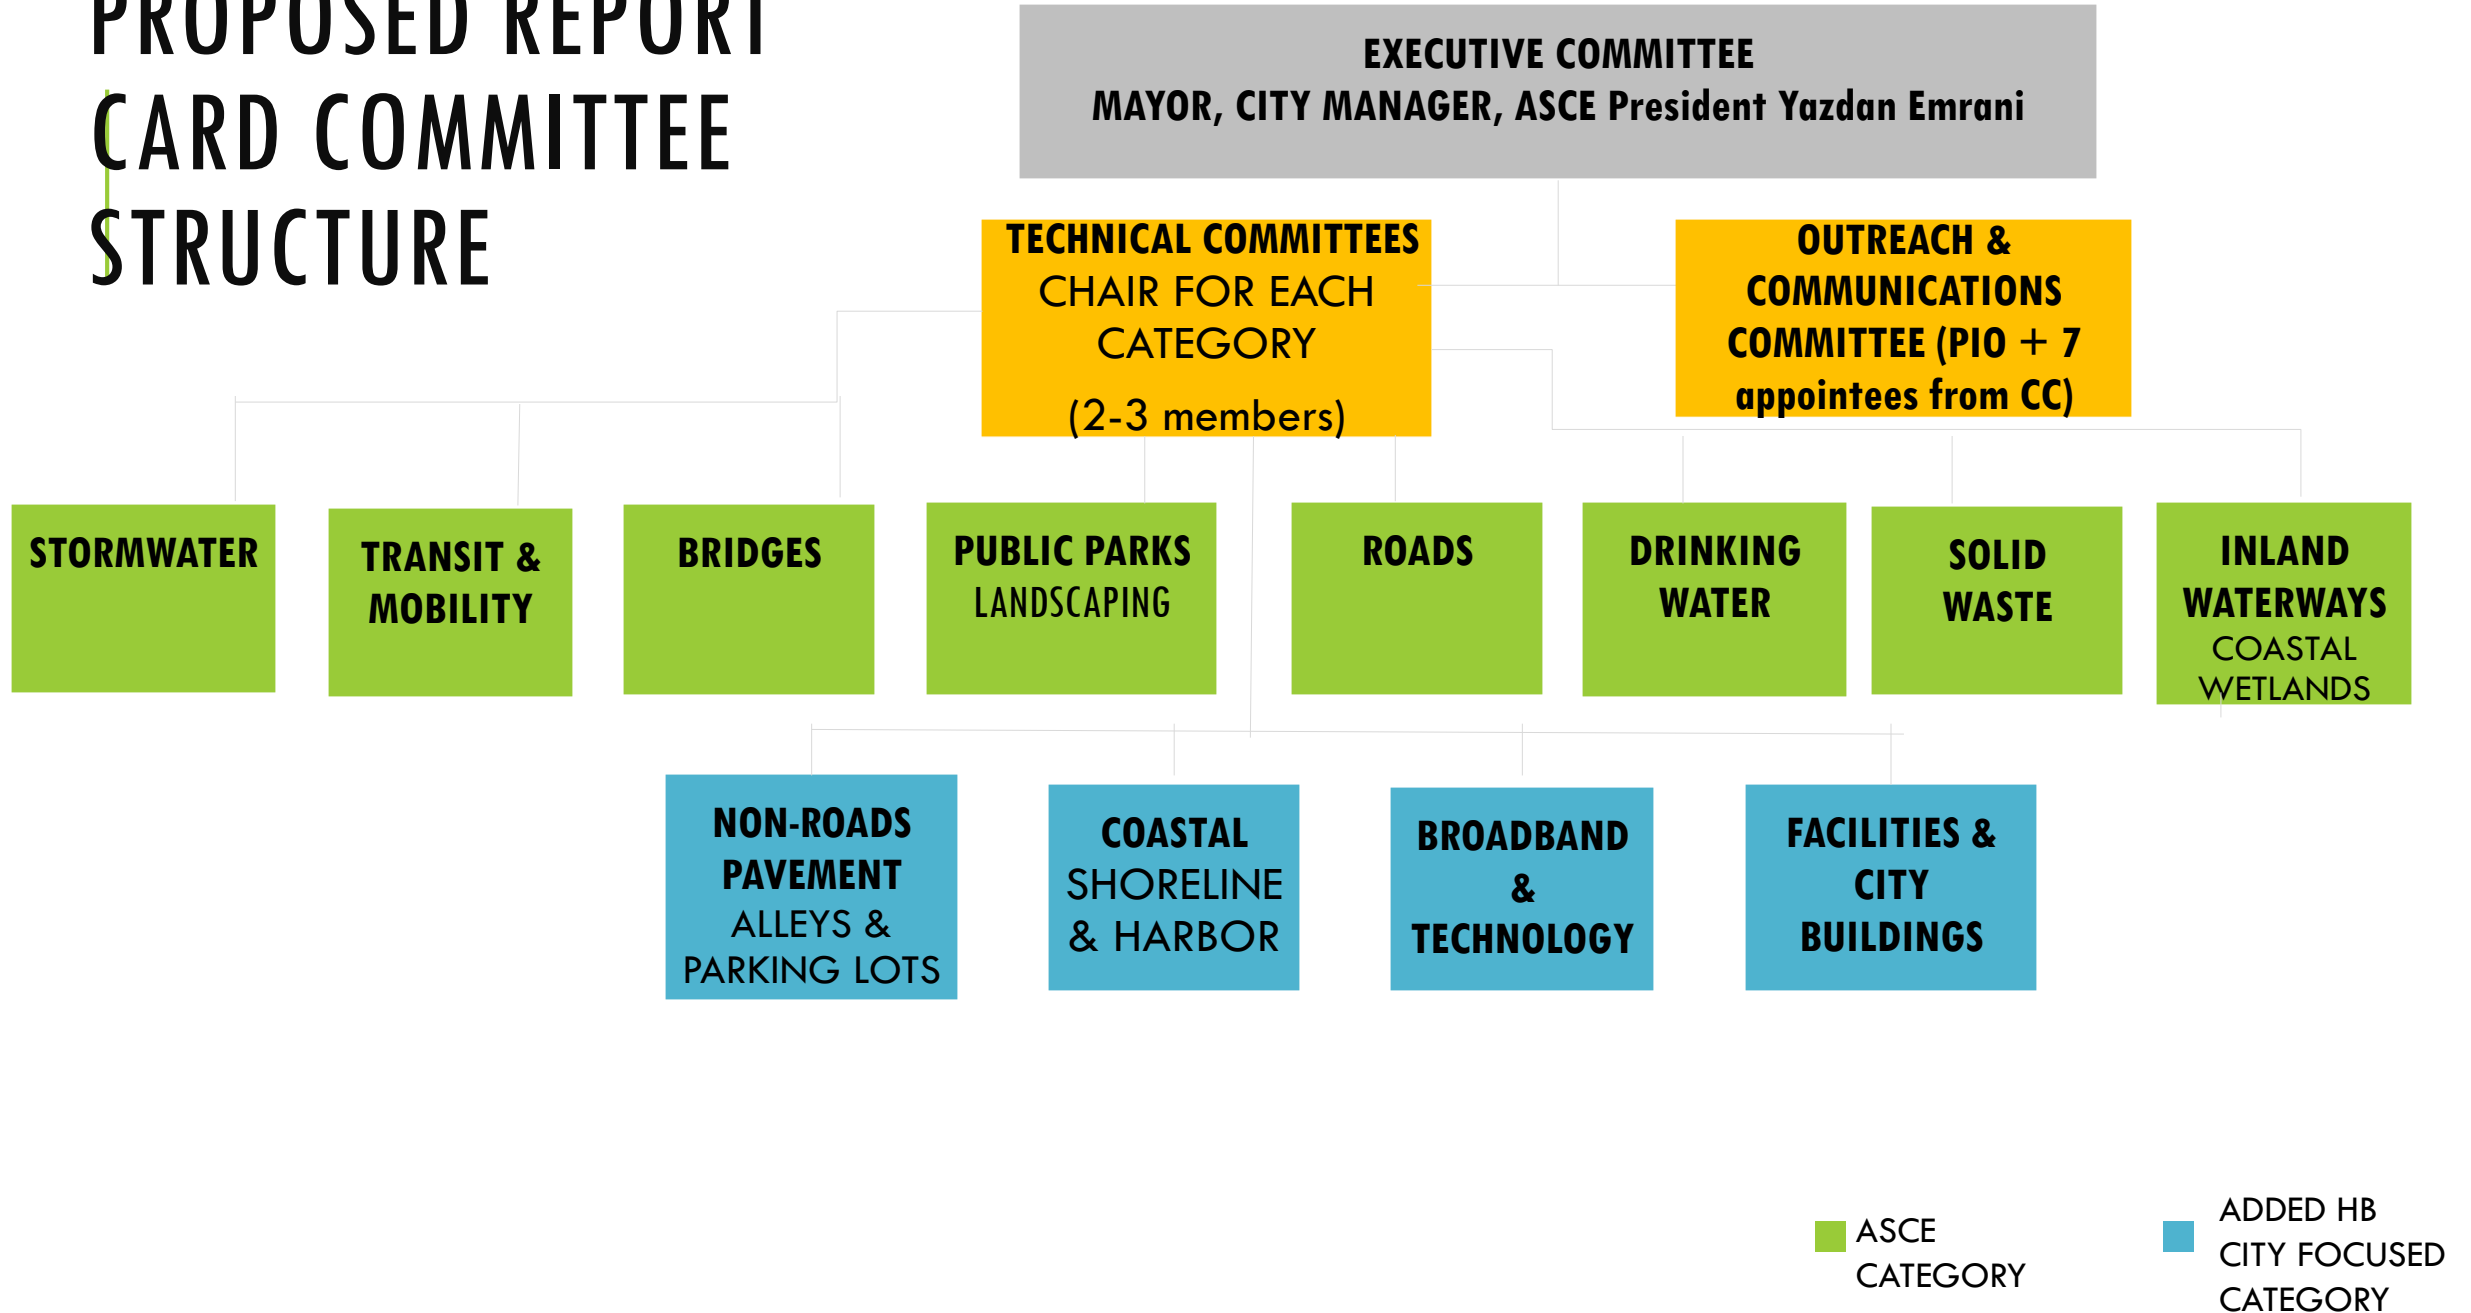 PROPOSED REPORT
CARD COMMITTEE
STRUCTURE
EXECUTIVE COMMITTEE
MAYOR, CITY MANAGER, ASCE President Yazdan Emrani
TECHNICAL COMMITTEES
CHAIR FOR EACH
CATEGORY
(2-3 members)
OUTREACH &
COMMUNICATIONS
COMMITTEE (PIO + 7
appointees from CC)
STORMWATER
TRANSIT &
MOBILITY
BRIDGES
PUBLIC PARKS
LANDSCAPING
ROADS
DRINKING
WATER
SOLID
WASTE
INLAND
WATERWAYS
COASTAL
WETLANDS
NON-ROADS
PAVEMENT
ALLEYS &
PARKING LOTS
COASTAL
SHORELINE
& HARBOR
BROADBAND
&
TECHNOLOGY
FACILITIES &
CITY
BUILDINGS
ASCE
CATEGORY
ADDED HB
CITY FOCUSED
CATEGORY